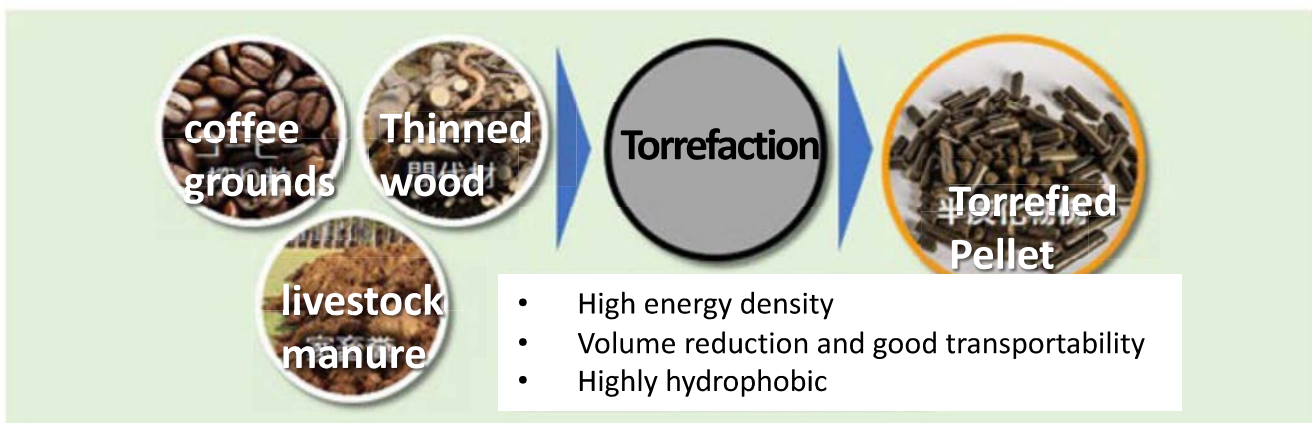 coffee
grounds
Thinned
wood
livestock
manure
Torrefaction
Torrefied
Pellet
• High energy density
• Volume reduction and good transportability
• Highly hydrophobic